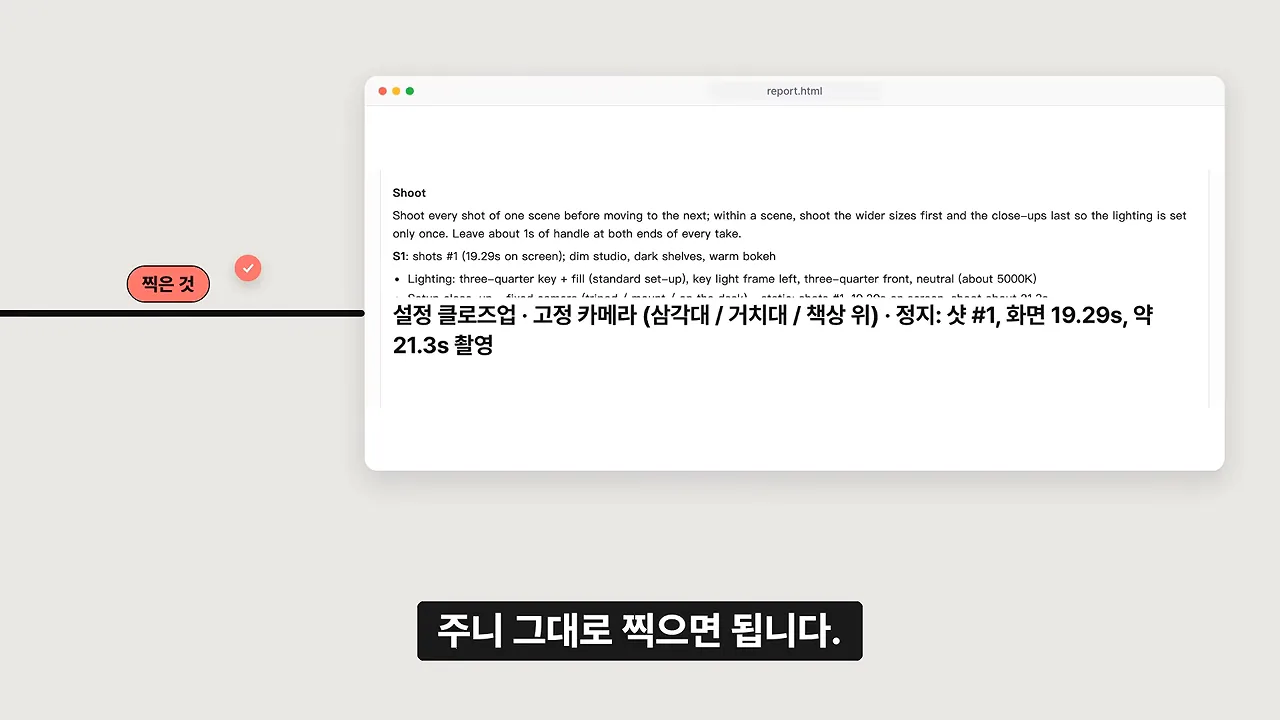 report.html
Shoot
Shoot every shot of one scene before moving to the next; within a scene, shoot the wider sizes first and the close-ups last so the lighting is set
only once. Leave about 1s of handle at both ends of every take.
S1: shots #1 (19.29s on screen); dim studio, dark shelves, warm bokeh
• Lighting: three-quarter key + fill (standard set-up), key light frame left, three-quarter front, neutral (about 5000K)
설정 클로즈업 · 고정 카메라 (삼각대 / 거치대 / 책상 위) · 정지: 샷 #1, 화면 19.29s, 약
21.3s 촬영
찍은 것
주니 그대로 찍으면 됩니다.